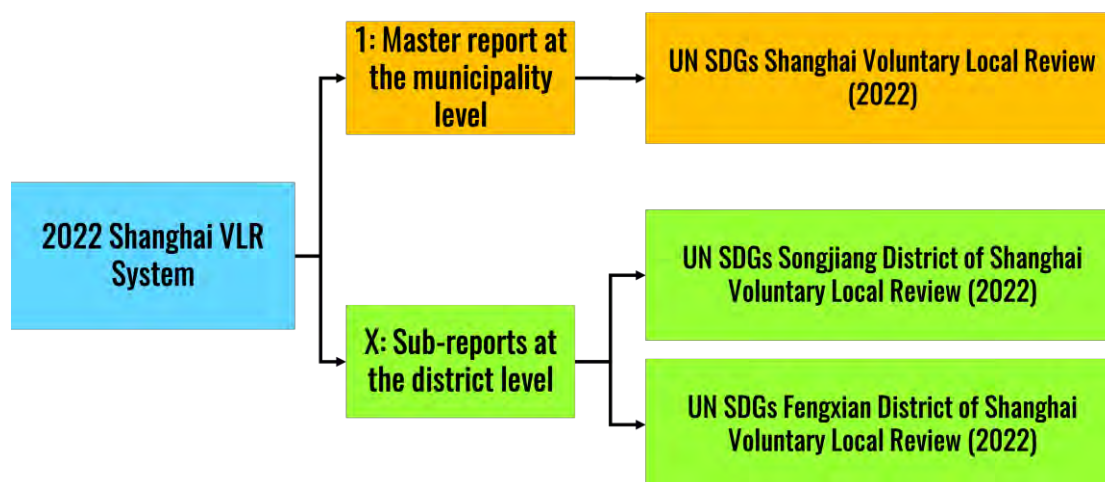 1: Master report at
the municipality
level
UN SDGs Shanghai Voluntary Local Review
(2022)
2022 Shanghai VLR
System
X: Sub-reports at
the district level
UN SDGs Songjiang District of Shanghai
Voluntary Local Review (2022)
UN SDGs Fengxian District of Shanghai
Voluntary Local Review (2022)